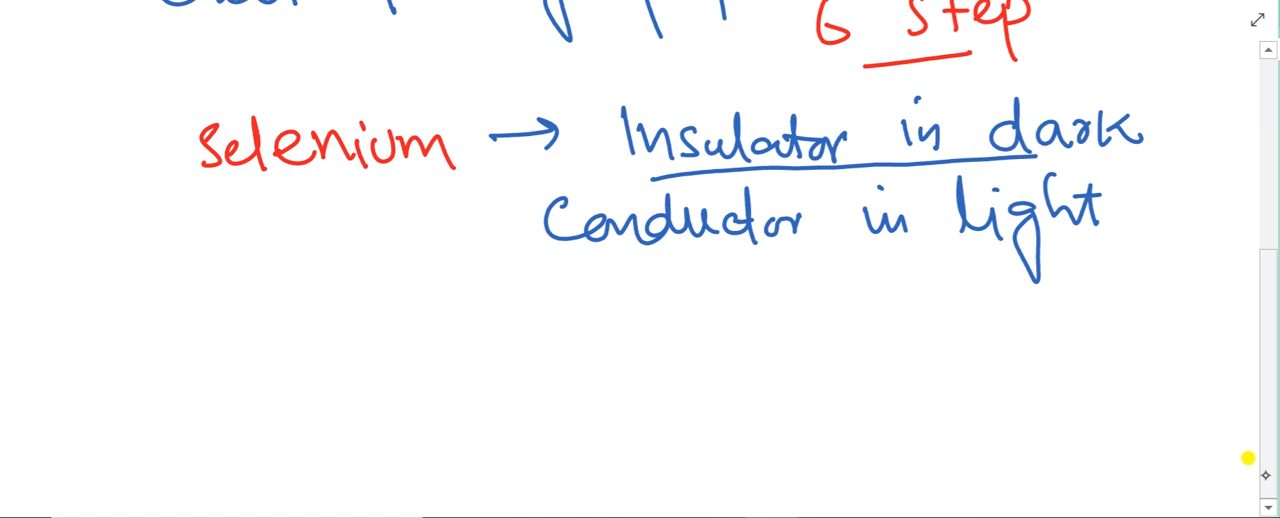 6 step
Selenium → Insulator in dark
Conductor in light